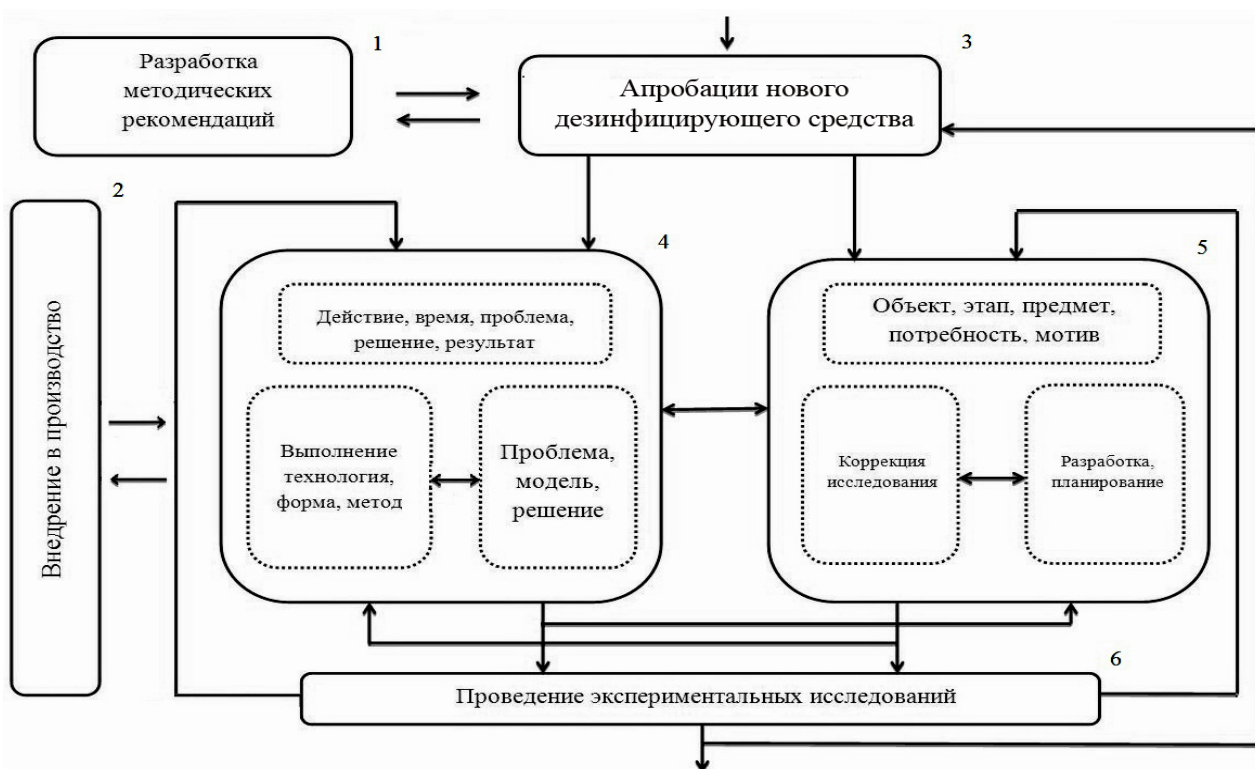 1
Разработка
методических
рекомендаций
3
Апробации нового
дезинфицирующего средства
2
Внедрение в производство
4
Действие, время, проблема,
решение, результат
Выполнение
технология,
форма, метод
Проблема,
модель,
решение
5
Объект, этап, предмет,
потребность, мотив
Коррекция
исследования
Разработка,
планирование
6
Проведение экспериментальных исследований